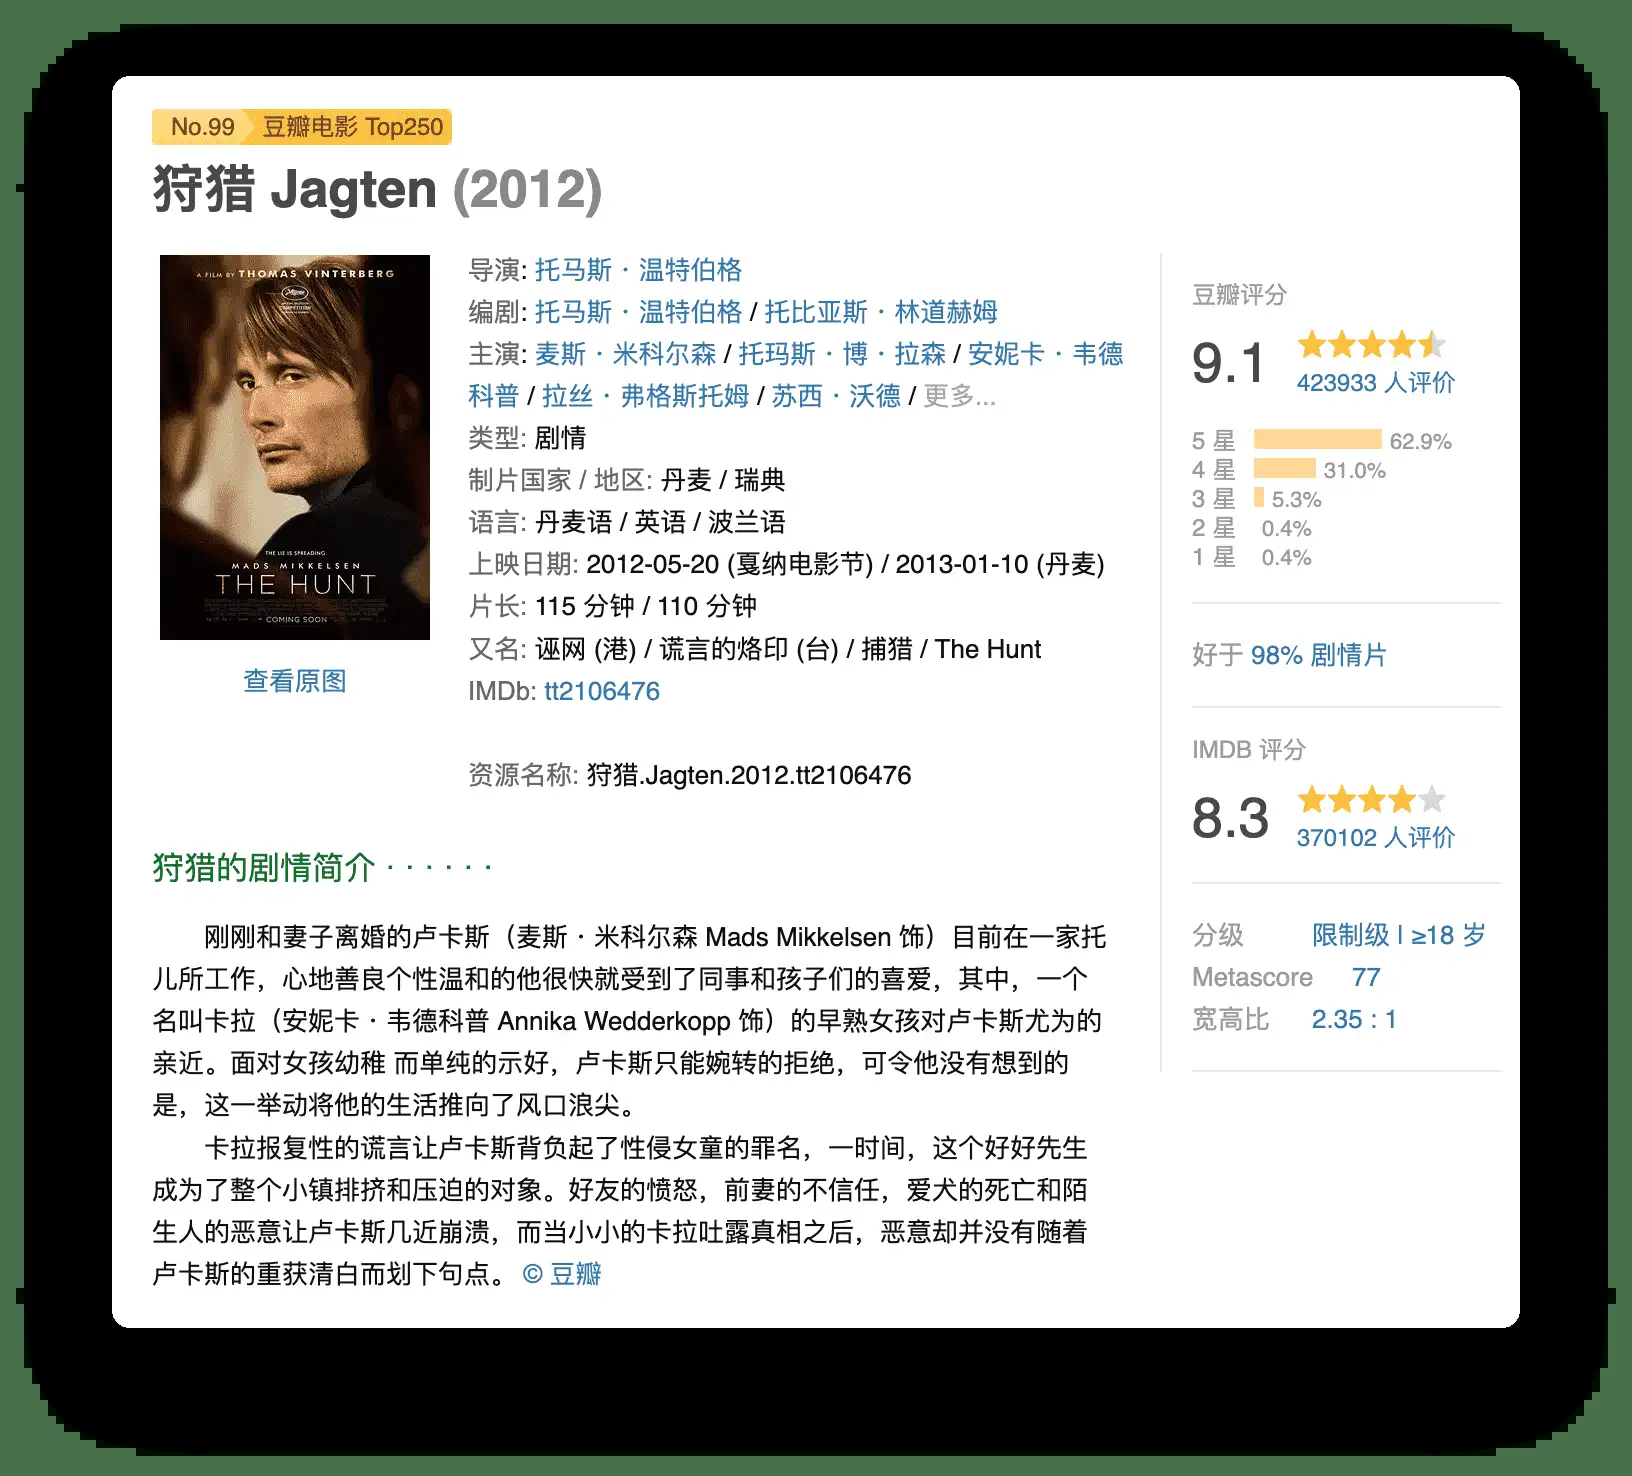 No.99 豆瓣电影 Top250
狩猎 Jagten (2012)
A FILM BY THOMAS VINTERBERG
THE LIE IS SPREADING.
MADS MIKKELSEN
THE HUNT
COMING SOON
查看原图
导演: 托马斯 · 温特伯格
编剧: 托马斯 · 温特伯格 / 托比亚斯 · 林道赫姆
主演: 麦斯 · 米科尔森 / 托玛斯 · 博 · 拉森 / 安妮卡 · 韦德
科普 / 拉丝 · 弗格斯托姆 / 苏西 · 沃德 / 更多...
类型: 剧情
制片国家 / 地区: 丹麦 / 瑞典
语言: 丹麦语 / 英语 / 波兰语
上映日期: 2012-05-20 (戛纳电影节) / 2013-01-10 (丹麦)
片长: 115 分钟 / 110 分钟
又名: 诬网 (港) / 谎言的烙印 (台) / 捕猎 / The Hunt
IMDb: tt2106476
资源名称: 狩猎.Jagten.2012.tt2106476
豆瓣评分
9.1
423933 人评价
5 星 62.9%
4 星 31.0%
3 星 5.3%
2 星 0.4%
1 星 0.4%
好于 98% 剧情片
IMDB 评分
8.3
370102 人评价
分级 限制级 | ≥18 岁
Metascore 77
宽高比 2.35 : 1
狩猎的剧情简介 · · · · · ·
刚刚和妻子离婚的卢卡斯（麦斯 · 米科尔森 Mads Mikkelsen 饰）目前在一家托
儿所工作，心地善良个性温和的他很快就受到了同事和孩子们的喜爱，其中，一个
名叫卡拉（安妮卡 · 韦德科普 Annika Wedderkopp 饰）的早熟女孩对卢卡斯尤为的
亲近。面对女孩幼稚 而单纯的示好，卢卡斯只能婉转的拒绝，可令他没有想到的
是，这一举动将他的生活推向了风口浪尖。
卡拉报复性的谎言让卢卡斯背负起了性侵女童的罪名，一时间，这个好好先生
成为了整个小镇排挤和压迫的对象。好友的愤怒，前妻的不信任，爱犬的死亡和陌
生人的恶意让卢卡斯几近崩溃，而当小小的卡拉吐露真相之后，恶意却并没有随着
卢卡斯的重获清白而划下句点。 © 豆瓣